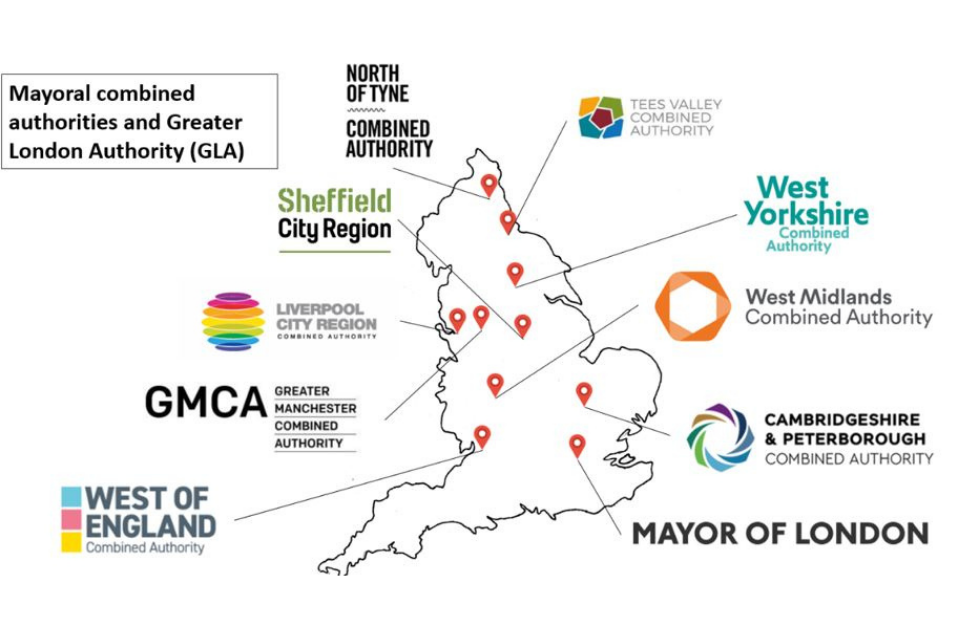 Mayoral combined
authorities and Greater
London Authority (GLA)
NORTH
OF TYNE
COMBINED
AUTHORITY
TEES VALLEY
COMBINED
AUTHORITY
Sheffield
City Region
West
Yorkshire
Combined
Authority
LIVERPOOL
CITY REGION
COMBINED AUTHORITY
West Midlands
Combined Authority
GMCA
GREATER
MANCHESTER
COMBINED
AUTHORITY
CAMBRIDGESHIRE
& PETERBOROUGH
COMBINED AUTHORITY
WEST OF
ENGLAND
Combined Authority
MAYOR OF LONDON